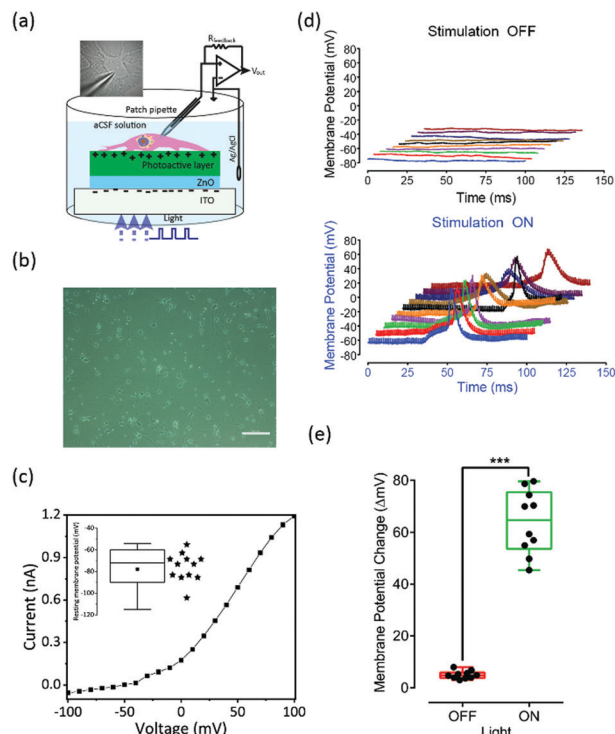 (a)
Rfeedback
Vout
Patch pipette
aCSF solution
Ag/AgCl
Photoactive layer
ZnO
ITO
Light
(b)
(c)
Current (nA)
1.2
0.9
0.6
0.3
0.0
-100 -50 0 50 100
Voltage (mV)
Resting membrane potential (mV)
-40
-60
-80
-100
-120
(d)
Stimulation OFF
Membrane Potential (mV)
80
60
40
20
0
-20
-40
-60
-80
0 25 50 75 100 125 150
Time (ms)
Stimulation ON
Membrane Potential (mV)
80
60
40
20
0
-20
-40
-60
-80
0 25 50 75 100 125 150
Time (ms)
(e)
***
Membrane Potential Change (ΔmV)
80
60
40
20
0
OFF ON
Light